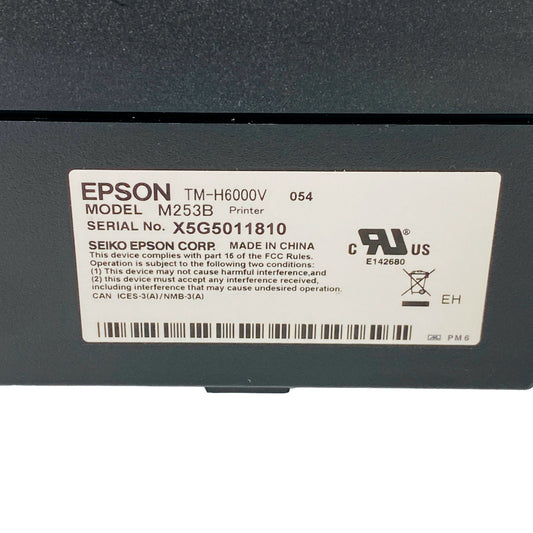 EPSON TM-H6000V 054
MODEL M253B Printer
SERIAL No. X5G5011810
SEIKO EPSON CORP. MADE IN CHINA
This device complies with part 15 of the FCC Rules.
Operation is subject to the following two conditions:
(1) This device may not cause harmful interference,and
(2) this device must accept any interference received,
including interference that may cause undesired operation.
CAN ICES-3(A)/NMB-3(A)
C UL US
E142680
EH
PM6